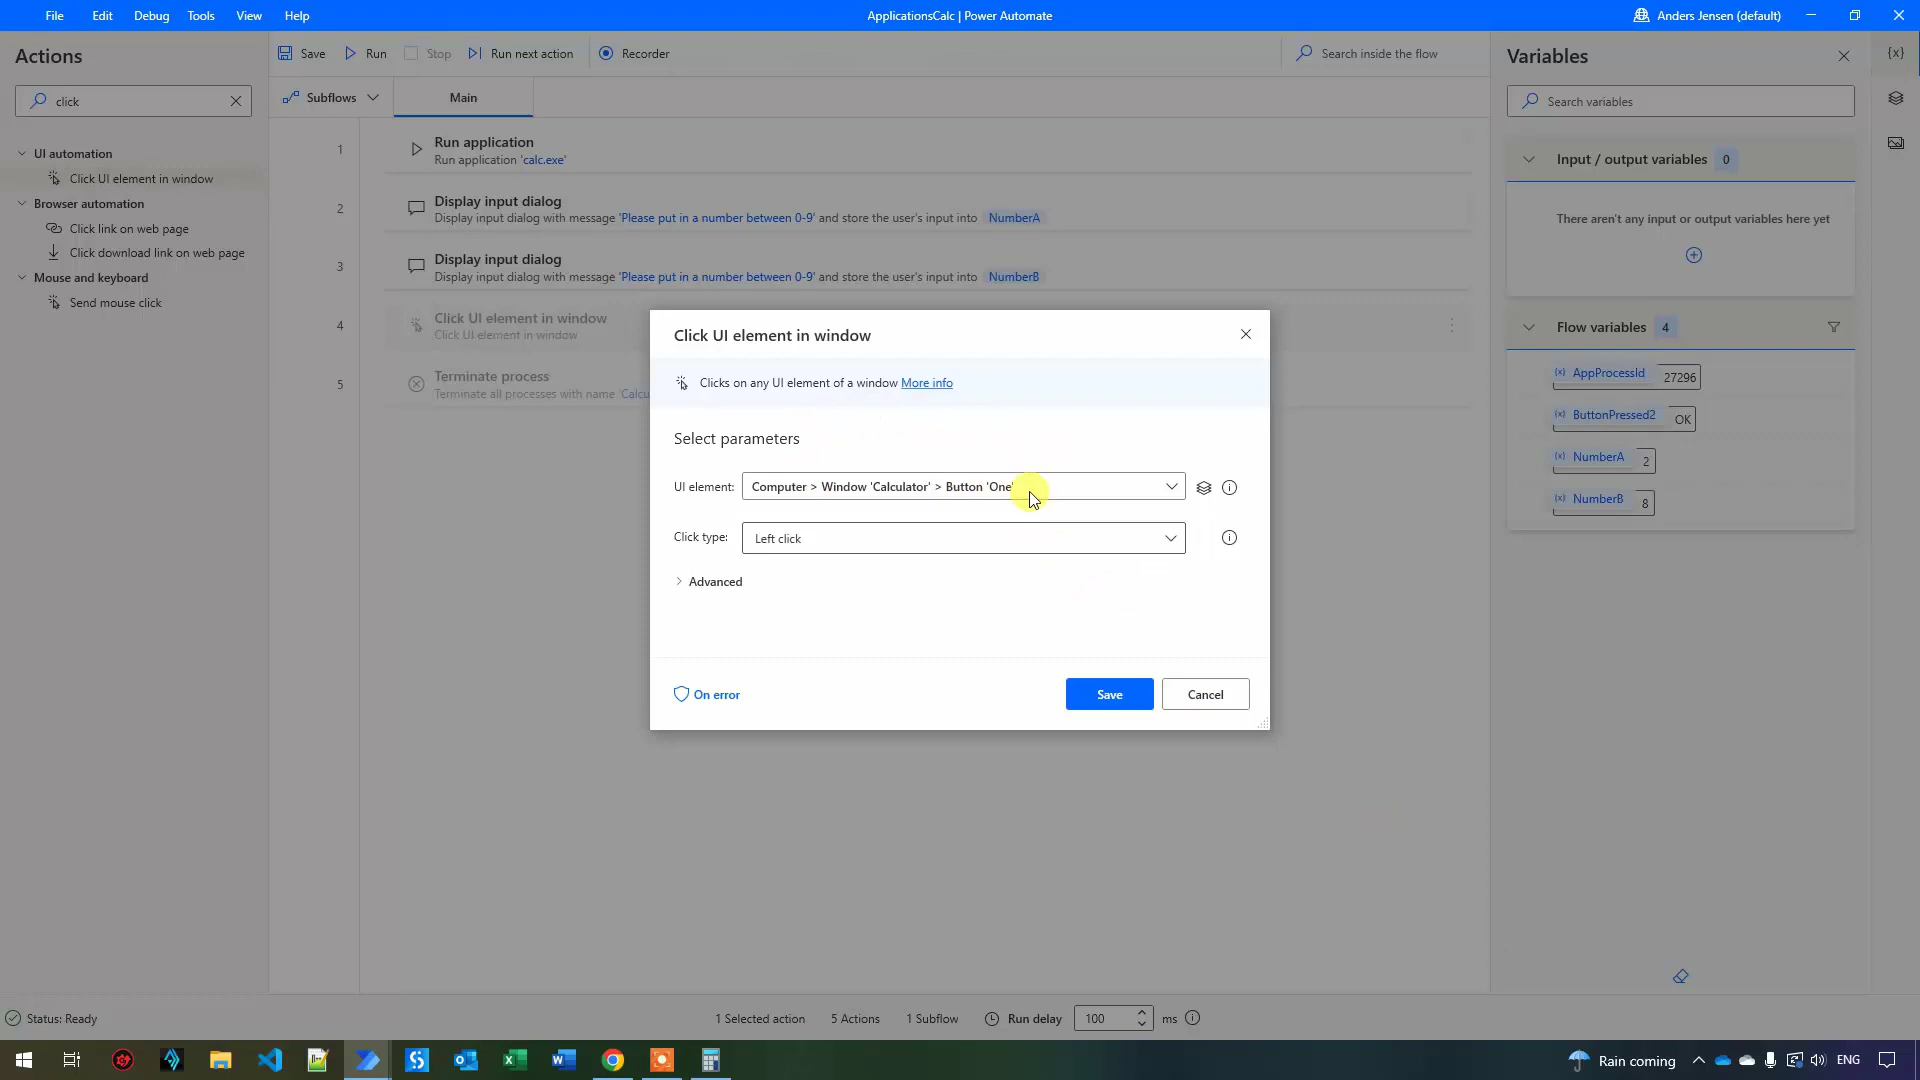 File Edit Debug Tools View Help
ApplicationsCalc | Power Automate
Anders Jensen (default)
Actions
click
UI automation
Click UI element in window
Browser automation
Click link on web page
Click download link on web page
Mouse and keyboard
Send mouse click
Save Run Stop Run next action Recorder
Search inside the flow
Subflows Main
1 Run application
Run application 'calc.exe'
2 Display input dialog
Display input dialog with message 'Please put in a number between 0-9' and store the user's input into NumberA
3 Display input dialog
Display input dialog with message 'Please put in a number between 0-9' and store the user's input into NumberB
4 Click UI element in window
Click UI element in window
5 Terminate process
Terminate all processes with name 'Calcu
Click UI element in window
Clicks on any UI element of a window More info
Select parameters
UI element: Computer > Window 'Calculator' > Button 'One'
Click type: Left click
Advanced
On error
Save Cancel
Variables
{x}
Search variables
Input / output variables 0
There aren't any input or output variables here yet
Flow variables 4
(x) AppProcessId 27296
(x) ButtonPressed2 OK
(x) NumberA 2
(x) NumberB 8
Status: Ready
1 Selected action 5 Actions 1 Subflow Run delay 100 ms
Rain coming ENG